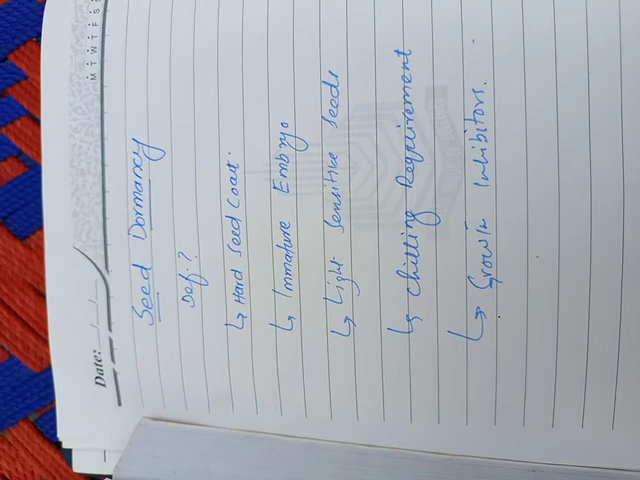 M T W T F S
Date:
Seed Dormancy
Def.?
↳ Hard Seed Coat.
↳ Immature Embryo
↳ Light Sensitive Seeds
↳ Chilling Requirement
↳ Growth Inhibitors.